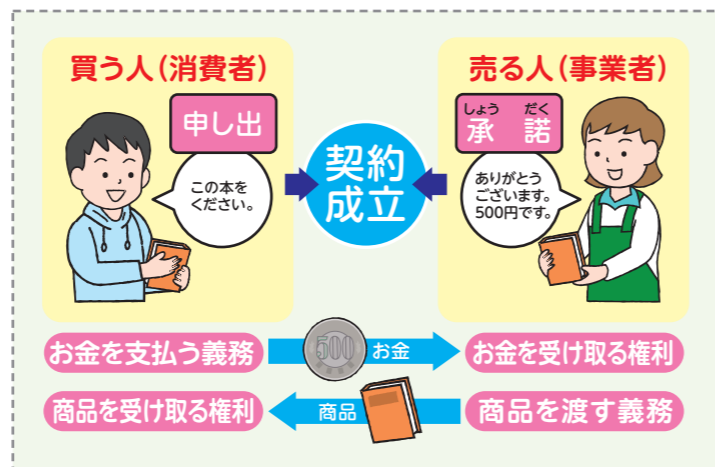 買う人(消費者)
申し出
この本を
ください。
契約
成立
売る人(事業者)
しょう だく
承 諾
ありがとう
ございます。
500円です。
お金を支払う義務
500
お金
お金を受け取る権利
商品を受け取る権利
商品
商品を渡す義務